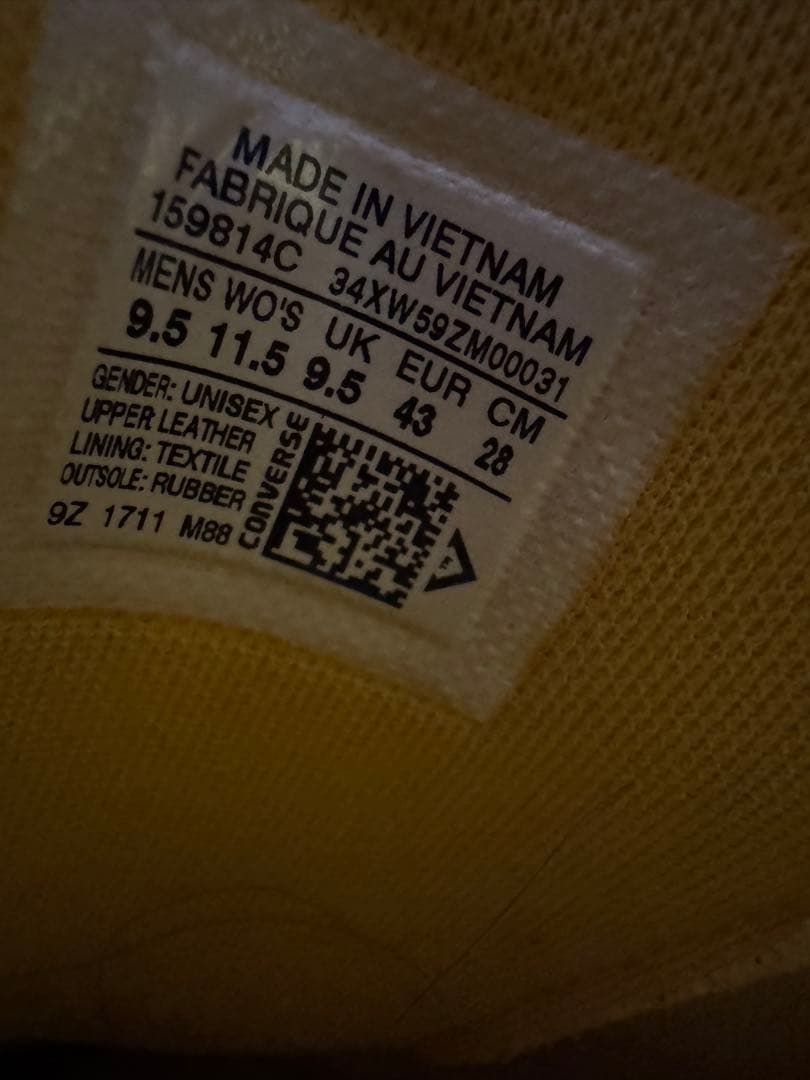 MADE IN VIETNAM
FABRIQUE AU VIETNAM
159814C 34XW59ZM00031
MENS WO'S UK EUR CM
9.5 11.5 9.5 43 28
GENDER: UNISEX
UPPER LEATHER
LINING: TEXTILE
OUTSOLE: RUBBER
9Z 1711 M88
CONVERSE